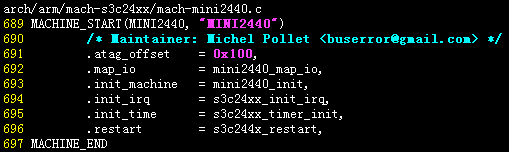 arch/arm/mach-s3c24xx/mach-mini2440.c
689 MACHINE_START(MINI2440, "MINI2440")
690 /* Maintainer: Michel Pollet <buserror@gmail.com> */
691 .atag_offset = 0x100,
692 .map_io = mini2440_map_io,
693 .init_machine = mini2440_init,
694 .init_irq = s3c24xx_init_irq,
695 .init_time = s3c24xx_timer_init,
696 .restart = s3c244x_restart,
697 MACHINE_END